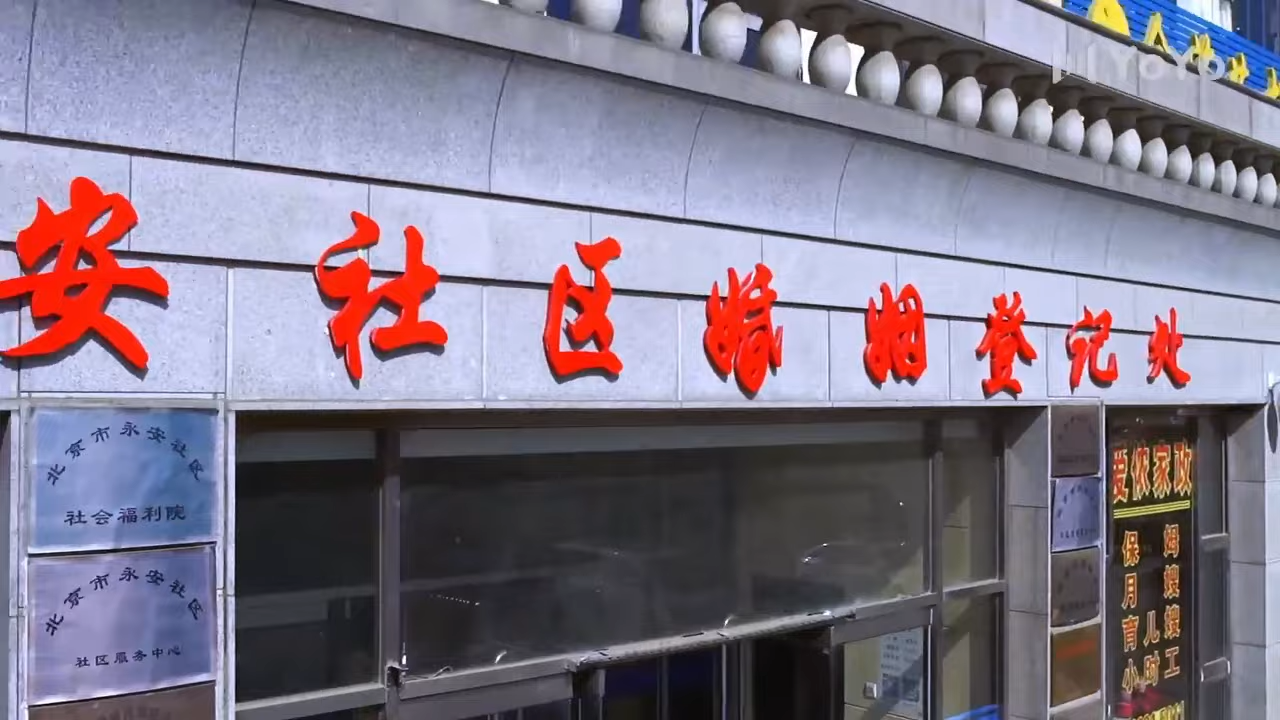 YoYo
安社区婚姻登记处
北京市永安社区
社会福利院
北京市永安社区
社区服务中心
爱侬家政
保姆
月嫂
育儿嫂
小时工